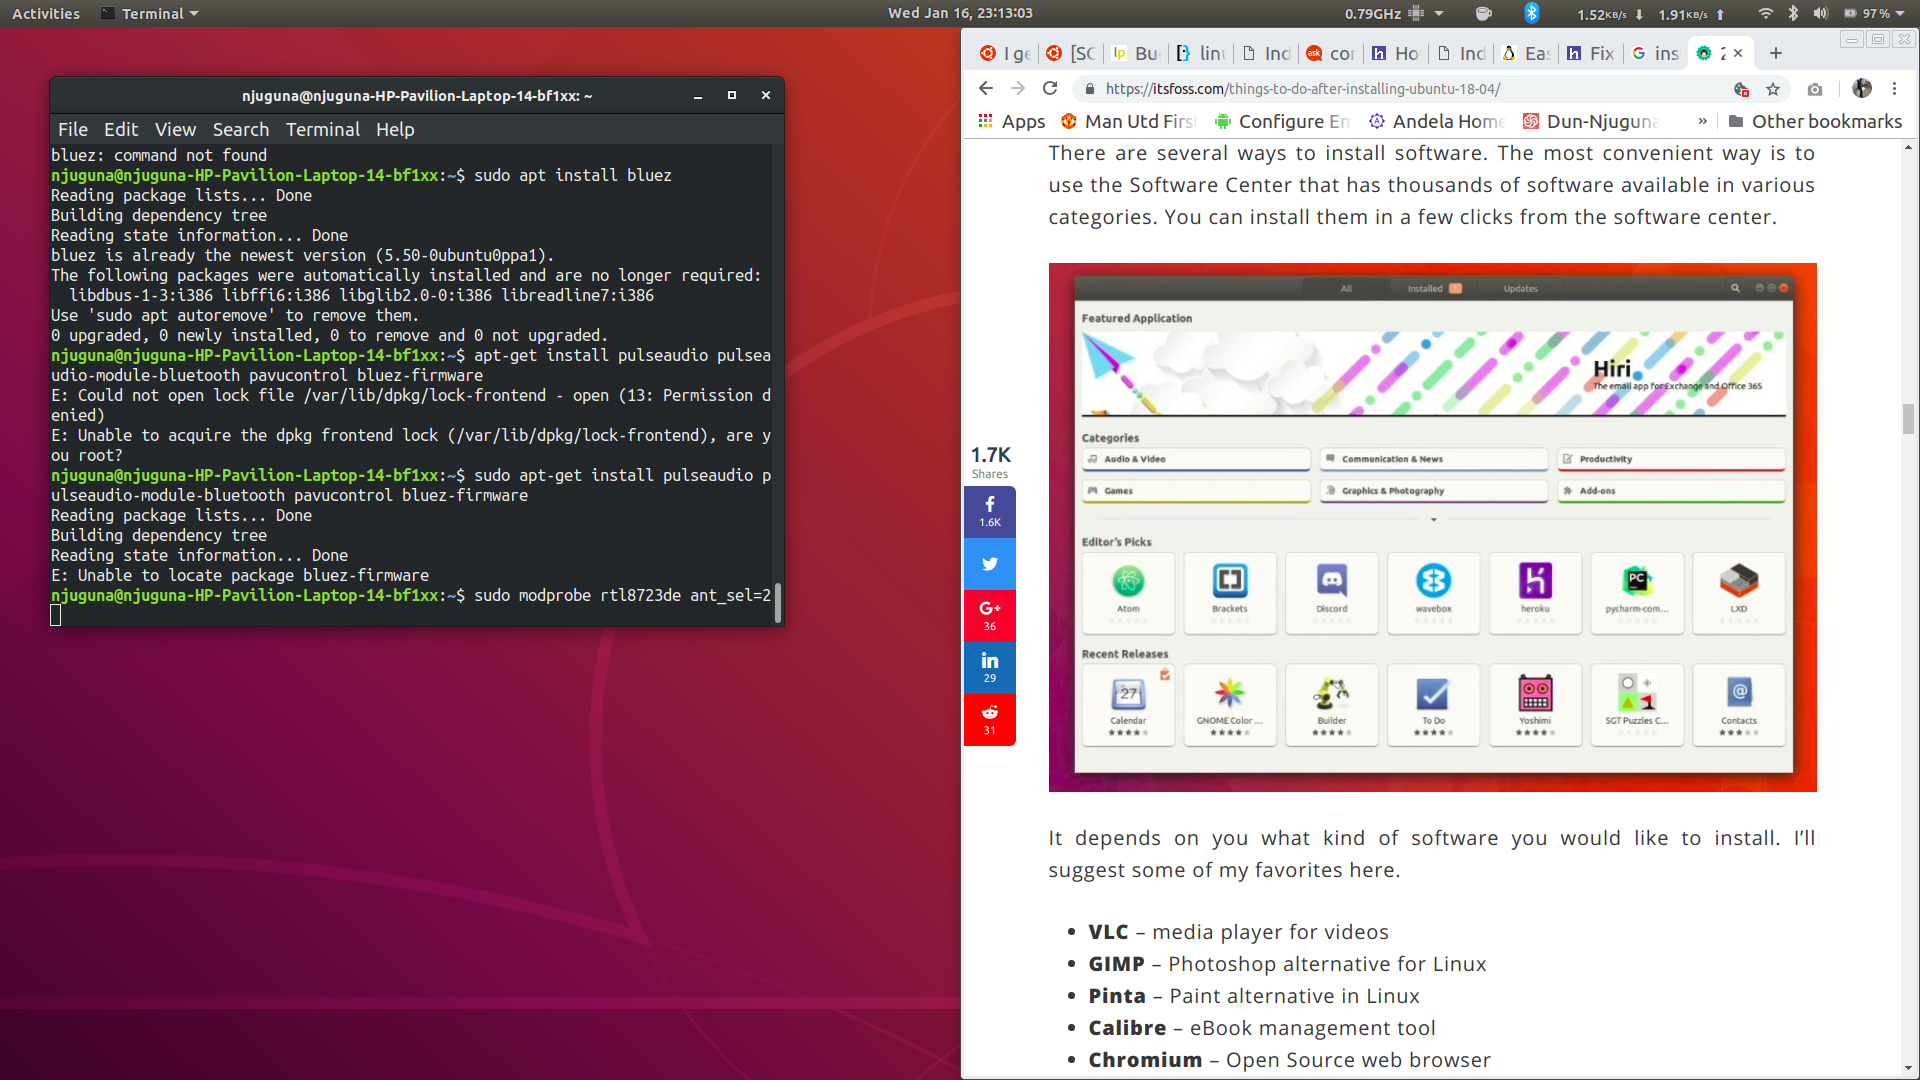 Activities
Terminal
Wed Jan 16, 23:13:03
0.79GHz
1.52KB/s
1.91KB/s
97 %
njuguna@njuguna-HP-Pavilion-Laptop-14-bf1xx: ~
File Edit View Search Terminal Help
bluez: command not found
njuguna@njuguna-HP-Pavilion-Laptop-14-bf1xx:~$ sudo apt install bluez
Reading package lists... Done
Building dependency tree
Reading state information... Done
bluez is already the newest version (5.50-0ubuntu0ppa1).
The following packages were automatically installed and are no longer required:
libdbus-1-3:i386 libffi6:i386 libglib2.0-0:i386 libreadline7:i386
Use 'sudo apt autoremove' to remove them.
0 upgraded, 0 newly installed, 0 to remove and 0 not upgraded.
njuguna@njuguna-HP-Pavilion-Laptop-14-bf1xx:~$ apt-get install pulseaudio pulsea
udio-module-bluetooth pavucontrol bluez-firmware
E: Could not open lock file /var/lib/dpkg/lock-frontend - open (13: Permission d
enied)
E: Unable to acquire the dpkg frontend lock (/var/lib/dpkg/lock-frontend), are y
ou root?
njuguna@njuguna-HP-Pavilion-Laptop-14-bf1xx:~$ sudo apt-get install pulseaudio p
ulseaudio-module-bluetooth pavucontrol bluez-firmware
Reading package lists... Done
Building dependency tree
Reading state information... Done
E: Unable to locate package bluez-firmware
njuguna@njuguna-HP-Pavilion-Laptop-14-bf1xx:~$ sudo modprobe rtl8723de ant_sel=2
I ge
[SC
lp Bu
linu
Ind
ask cor
h Ho
Ind
Eas
h Fix
G ins
https://itsfoss.com/things-to-do-after-installing-ubuntu-18-04/
Apps
Man Utd Firs
Configure Em
Andela Home
Dun-Njuguna
»
Other bookmarks
There are several ways to install software. The most convenient way is to
use the Software Center that has thousands of software available in various
categories. You can install them in a few clicks from the software center.
All Installed Updates
Featured Application
Hiri
The email app for Exchange and Office 365
Categories
Audio & Video Communication & News Productivity
Games Graphics & Photography Add-ons
Editor's Picks
Atom Brackets Discord wavebox heroku pycharm-com... LXD
Recent Releases
27
Calendar GNOME Color ... Builder To Do Yoshimi SGT Puzzles C... Contacts
1.7K
Shares
1.6K
G+
36
in
29
31
It depends on you what kind of software you would like to install. I’ll
suggest some of my favorites here.
• VLC – media player for videos
• GIMP – Photoshop alternative for Linux
• Pinta – Paint alternative in Linux
• Calibre – eBook management tool
• Chromium – Open Source web browser